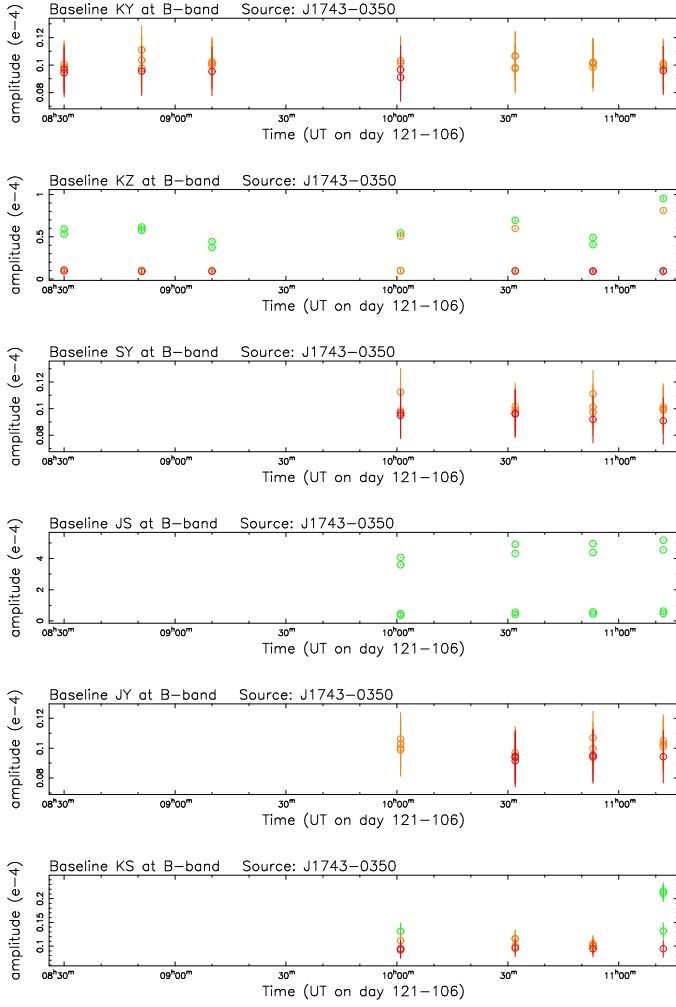 Baseline KY at B-band Source: J1743-0350
amplitude (e-4)
0.12
0.1
0.08
08h30m 09h00m 30m 10h00m 30m 11h00m
Time (UT on day 121-106)
Baseline KZ at B-band Source: J1743-0350
amplitude (e-4)
1
0.5
0
08h30m 09h00m 30m 10h00m 30m 11h00m
Time (UT on day 121-106)
Baseline SY at B-band Source: J1743-0350
amplitude (e-4)
0.12
0.1
0.08
08h30m 09h00m 30m 10h00m 30m 11h00m
Time (UT on day 121-106)
Baseline JS at B-band Source: J1743-0350
amplitude (e-4)
4
2
0
08h30m 09h00m 30m 10h00m 30m 11h00m
Time (UT on day 121-106)
Baseline JY at B-band Source: J1743-0350
amplitude (e-4)
0.12
0.1
0.08
08h30m 09h00m 30m 10h00m 30m 11h00m
Time (UT on day 121-106)
Baseline KS at B-band Source: J1743-0350
amplitude (e-4)
0.2
0.15
0.1
08h30m 09h00m 30m 10h00m 30m 11h00m
Time (UT on day 121-106)